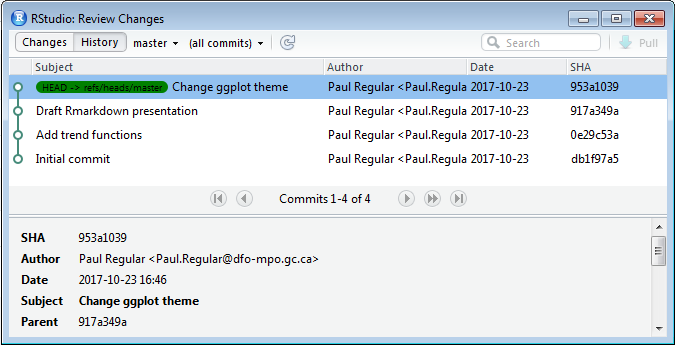 RStudio: Review Changes
Changes History master (all commits) Search Pull
Subject Author Date SHA
HEAD -> refs/heads/master Change ggplot theme Paul Regular <Paul.Regula 2017-10-23 953a1039
Draft Rmarkdown presentation Paul Regular <Paul.Regula 2017-10-23 917a349a
Add trend functions Paul Regular <Paul.Regula 2017-10-23 0e29c53a
Initial commit Paul Regular <Paul.Regula 2017-10-23 db1f97a5
Commits 1-4 of 4
SHA 953a1039
Author Paul Regular <Paul.Regular@dfo-mpo.gc.ca>
Date 2017-10-23 16:46
Subject Change ggplot theme
Parent 917a349a